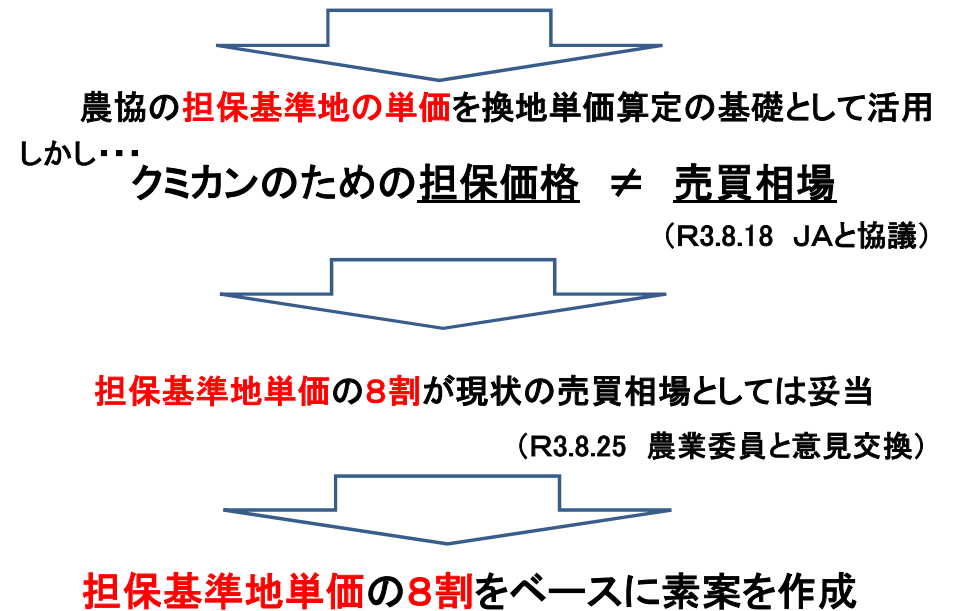 農協の担保基準地の単価を換地単価算定の基礎として活用
しかし・・・
クミカンのための担保価格　≠　売買相場
（R3.8.18　JAと協議）
担保基準地単価の８割が現状の売買相場としては妥当
（R3.8.25　農業委員と意見交換）
担保基準地単価の８割をベースに素案を作成